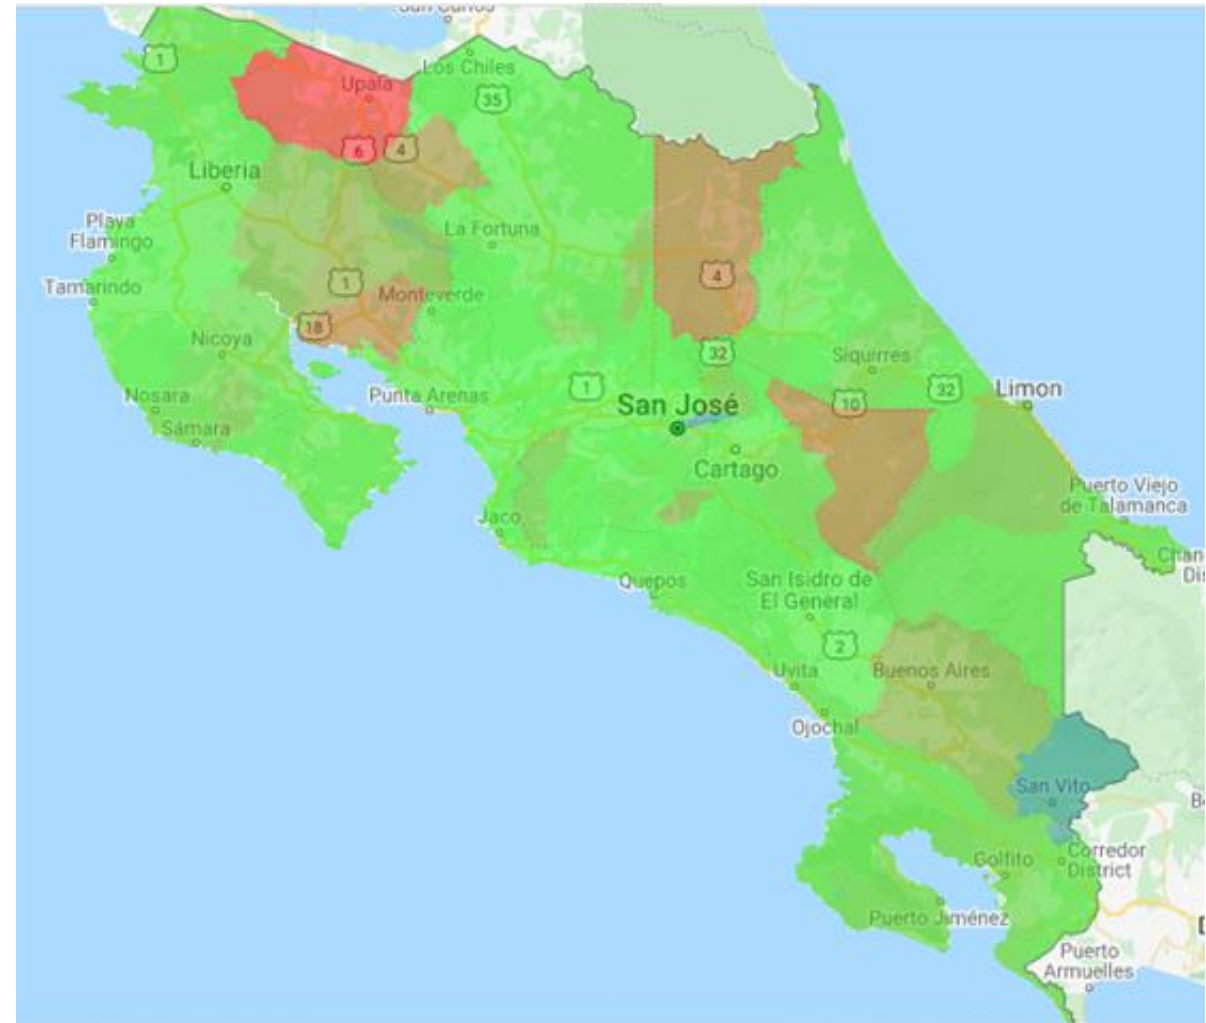 San Carlos
1
Los Chiles
Upala
35
6
4
Liberia
Playa
Flamingo
La Fortuna
4
1
Tamarindo
Monteverde
18
Nicoya
32
Siquirres
1
32
Limon
Nosara
Punta Arenas
San José
10
Sámara
Cartago
Puerto Viejo
de Talamanca
Jaco
Quepos
San Isidro de
El General
2
Uvita
Buenos Aires
Ojochal
San Vito
Golfito
Corredor
District
Puerto Jiménez
Puerto
Armuelles